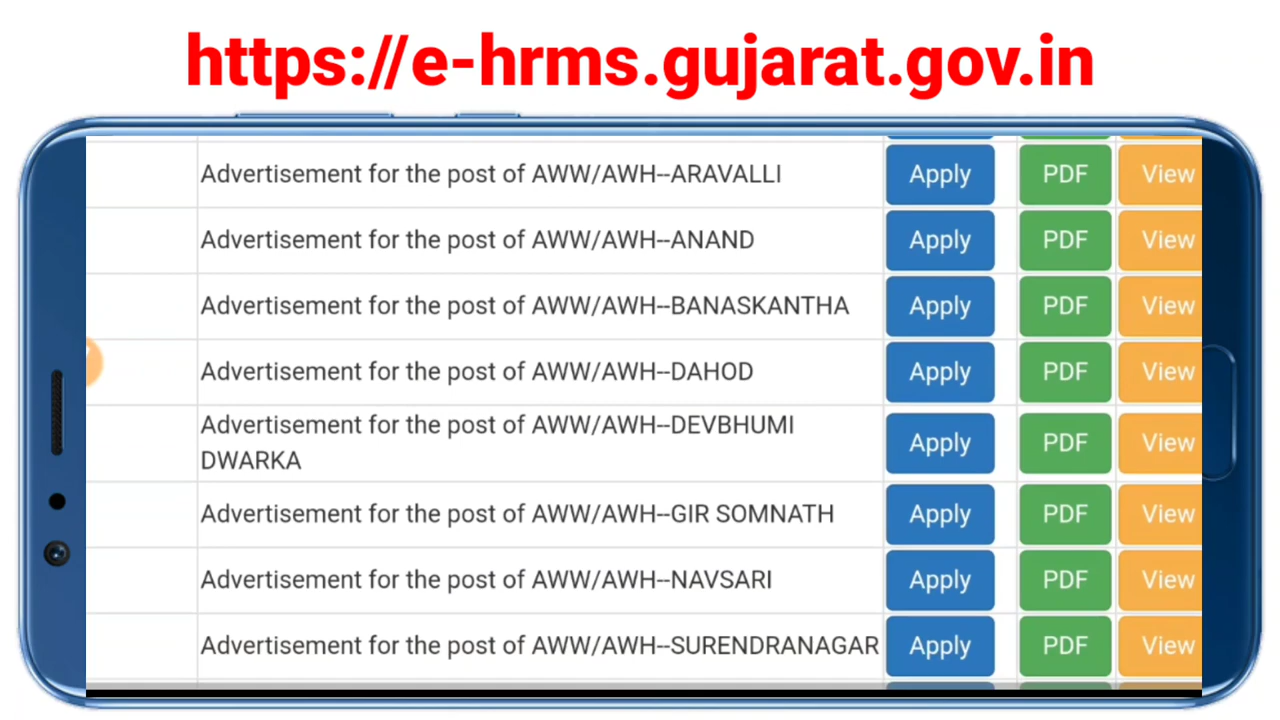 https://e-hrms.gujarat.gov.in
Advertisement for the post of AWW/AWH--ARAVALLI Apply PDF View
Advertisement for the post of AWW/AWH--ANAND Apply PDF View
Advertisement for the post of AWW/AWH--BANASKANTHA Apply PDF View
Advertisement for the post of AWW/AWH--DAHOD Apply PDF View
Advertisement for the post of AWW/AWH--DEVBHUMI
DWARKA Apply PDF View
Advertisement for the post of AWW/AWH--GIR SOMNATH Apply PDF View
Advertisement for the post of AWW/AWH--NAVSARI Apply PDF View
Advertisement for the post of AWW/AWH--SURENDRANAGAR Apply PDF View